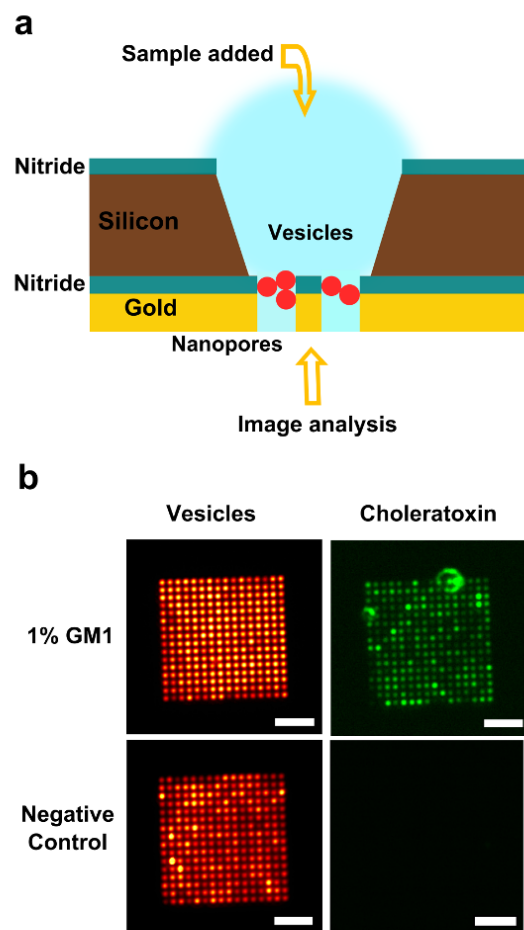 a
Sample added
Nitride
Silicon
Vesicles
Nitride
Gold
Nanopores
Image analysis
b
Vesicles Choleratoxin
1% GM1
Negative
Control